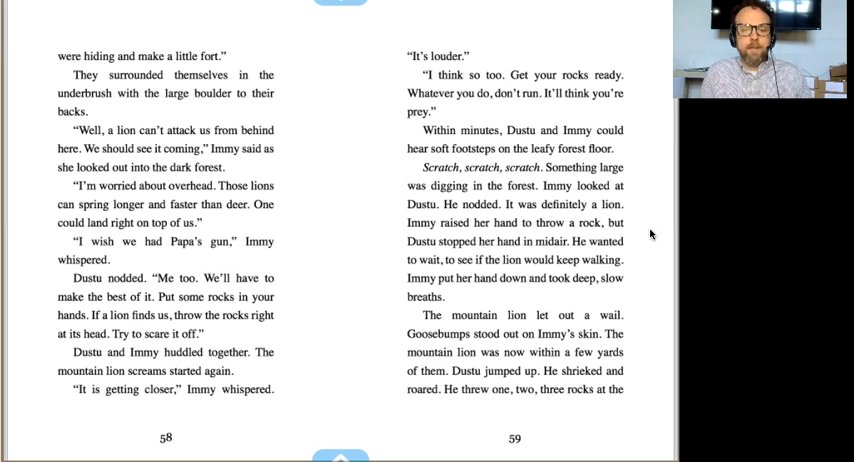 were hiding and make a little fort.”
They surrounded themselves in the
underbrush with the large boulder to their
backs.
“Well, a lion can’t attack us from behind
here. We should see it coming,” Immy said as
she looked out into the dark forest.
“I’m worried about overhead. Those lions
can spring longer and faster than deer. One
could land right on top of us.”
“I wish we had Papa’s gun,” Immy
whispered.
Dustu nodded. “Me too. We’ll have to
make the best of it. Put some rocks in your
hands. If a lion finds us, throw the rocks right
at its head. Try to scare it off.”
Dustu and Immy huddled together. The
mountain lion screams started again.
“It is getting closer,” Immy whispered.
58
“It’s louder.”
“I think so too. Get your rocks ready.
Whatever you do, don’t run. It’ll think you’re
prey.”
Within minutes, Dustu and Immy could
hear soft footsteps on the leafy forest floor.
Scratch, scratch, scratch. Something large
was digging in the forest. Immy looked at
Dustu. He nodded. It was definitely a lion.
Immy raised her hand to throw a rock, but
Dustu stopped her hand in midair. He wanted
to wait, to see if the lion would keep walking.
Immy put her hand down and took deep, slow
breaths.
The mountain lion let out a wail.
Goosebumps stood out on Immy’s skin. The
mountain lion was now within a few yards
of them. Dustu jumped up. He shrieked and
roared. He threw one, two, three rocks at the
59